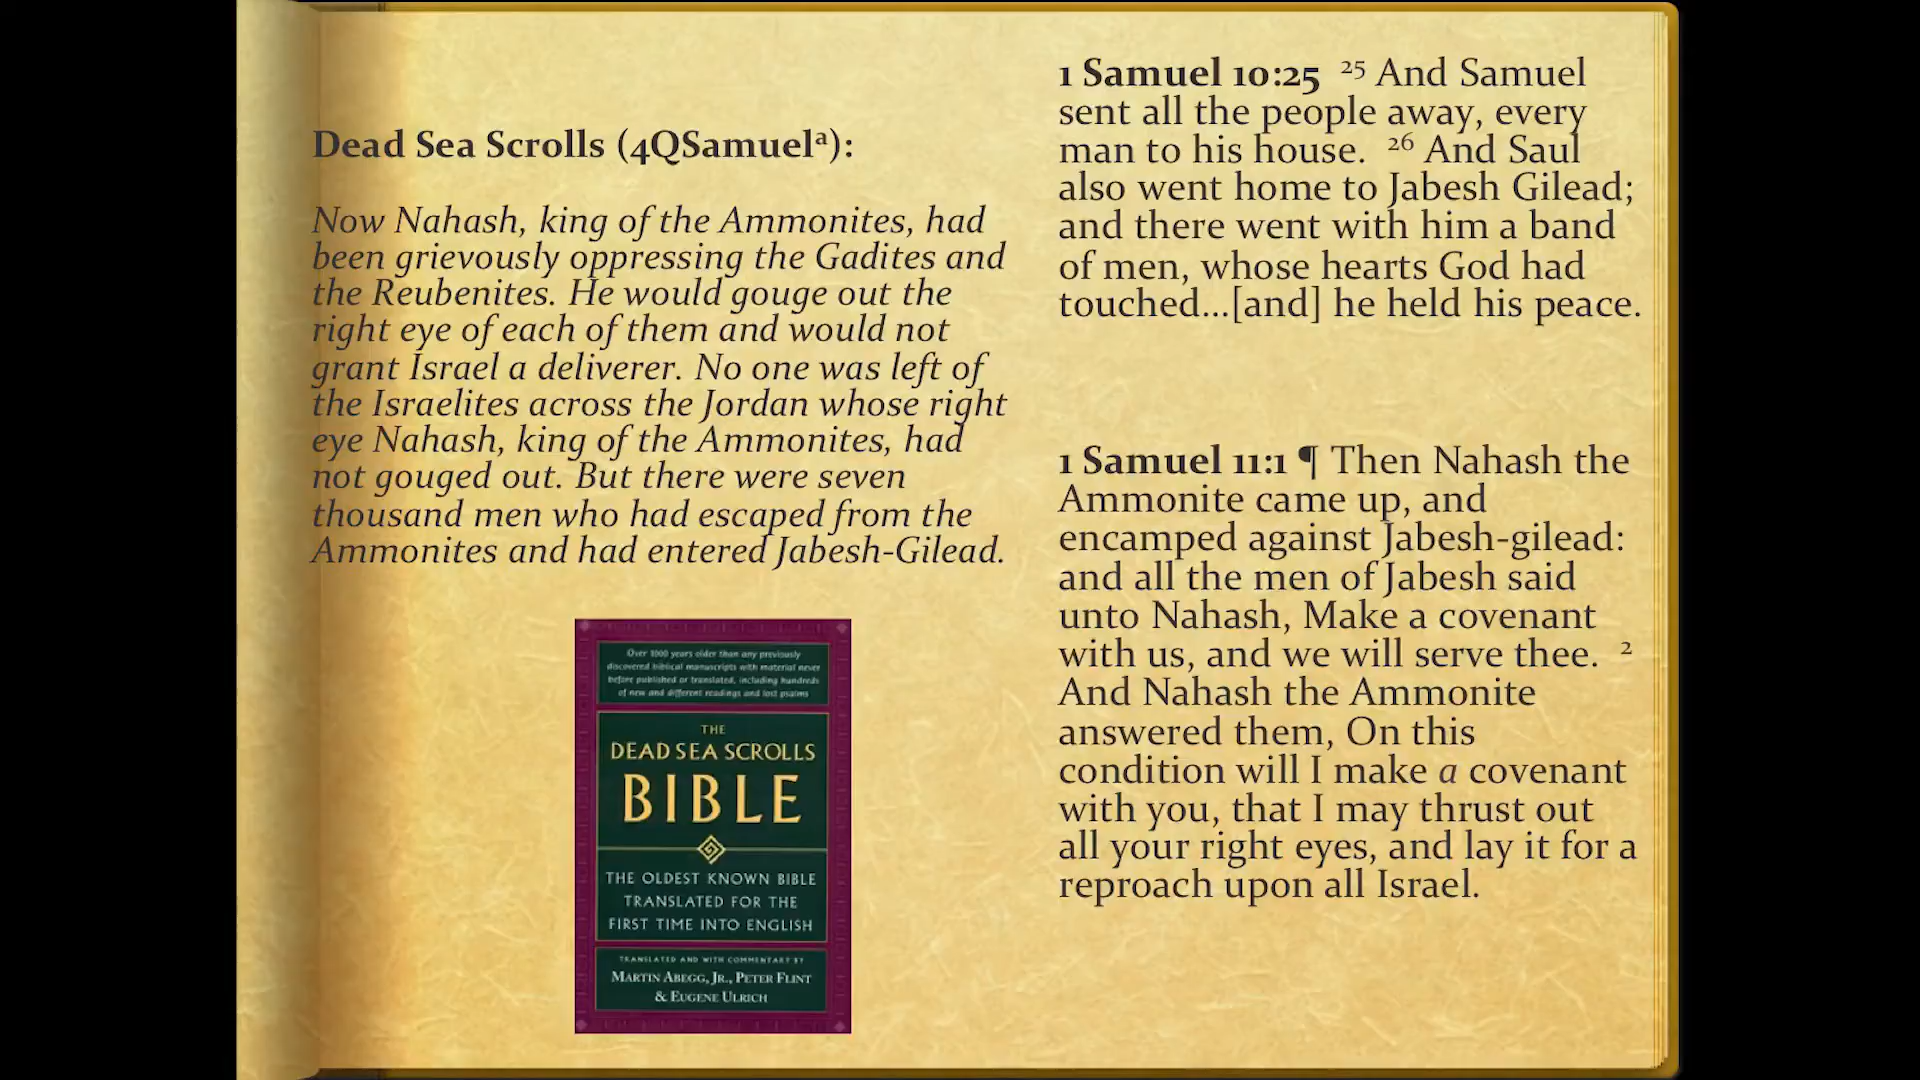 Dead Sea Scrolls (4QSamuelᵃ):
Now Nahash, king of the Ammonites, had
been grievously oppressing the Gadites and
the Reubenites. He would gouge out the
right eye of each of them and would not
grant Israel a deliverer. No one was left of
the Israelites across the Jordan whose right
eye Nahash, king of the Ammonites, had
not gouged out. But there were seven
thousand men who had escaped from the
Ammonites and had entered Jabesh-Gilead.
Over 1000 years older than any previously
discovered biblical manuscripts with material never
before published or translated, including hundreds
of new and different readings and lost psalms
THE
DEAD SEA SCROLLS
BIBLE
THE OLDEST KNOWN BIBLE
TRANSLATED FOR THE
FIRST TIME INTO ENGLISH
TRANSLATED AND WITH COMMENTARY BY
MARTIN ABEGG, JR., PETER FLINT
& EUGENE ULRICH
1 Samuel 10:25 ²⁵ And Samuel
sent all the people away, every
man to his house. ²⁶ And Saul
also went home to Jabesh Gilead;
and there went with him a band
of men, whose hearts God had
touched...[and] he held his peace.
1 Samuel 11:1 ¶ Then Nahash the
Ammonite came up, and
encamped against Jabesh-gilead:
and all the men of Jabesh said
unto Nahash, Make a covenant
with us, and we will serve thee. ²
And Nahash the Ammonite
answered them, On this
condition will I make a covenant
with you, that I may thrust out
all your right eyes, and lay it for a
reproach upon all Israel.